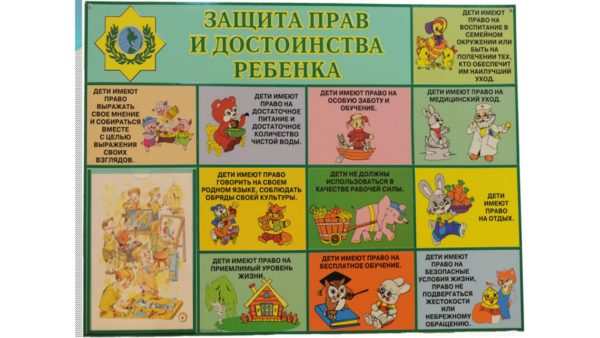 ЗАЩИТА ПРАВ
И ДОСТОИНСТВА
РЕБЕНКА
ДЕТИ ИМЕЮТ
ПРАВО НА
ВОСПИТАНИЕ В
СЕМЕЙНОМ
ОКРУЖЕНИИ ИЛИ
БЫТЬ НА
ПОПЕЧЕНИИ ТЕХ,
КТО ОБЕСПЕЧИТ
ИМ НАИЛУЧШИЙ
УХОД.
ДЕТИ ИМЕЮТ
ПРАВО
ВЫРАЖАТЬ
СВОЕ МНЕНИЕ
И СОБИРАТЬСЯ
ВМЕСТЕ
С ЦЕЛЬЮ
ВЫРАЖЕНИЯ
СВОИХ
ВЗГЛЯДОВ.
ДЕТИ ИМЕЮТ
ПРАВО НА
ДОСТАТОЧНОЕ
ПИТАНИЕ И
ДОСТАТОЧНОЕ
КОЛИЧЕСТВО
ЧИСТОЙ ВОДЫ.
ДЕТИ ИМЕЮТ ПРАВО НА
ОСОБУЮ ЗАБОТУ И
ОБУЧЕНИЕ.
ДЕТИ ИМЕЮТ ПРАВО НА
МЕДИЦИНСКИЙ УХОД.
ДЕТИ ИМЕЮТ ПРАВО
ГОВОРИТЬ НА СВОЕМ
РОДНОМ ЯЗЫКЕ, СОБЛЮДАТЬ
ОБРЯДЫ СВОЕЙ КУЛЬТУРЫ.
ДЕТИ НЕ ДОЛЖНЫ
ИСПОЛЬЗОВАТЬСЯ В
КАЧЕСТВЕ РАБОЧЕЙ СИЛЫ.
ДЕТИ
ИМЕЮТ
ПРАВО
НА ОТДЫХ.
ДЕТИ ИМЕЮТ ПРАВО НА
ПРИЕМЛИМЫЙ УРОВЕНЬ
ЖИЗНИ.
ДЕТИ ИМЕЮТ ПРАВО НА
БЕСПЛАТНОЕ ОБУЧЕНИЕ.
ДЕТИ ИМЕЮТ
ПРАВО НА
БЕЗОПАСНЫЕ
УСЛОВИЯ ЖИЗНИ,
ПРАВО НЕ
ПОДВЕРГАТЬСЯ
ЖЕСТОКОСТИ
ИЛИ
НЕБРЕЖНОМУ
ОБРАЩЕНИЮ.